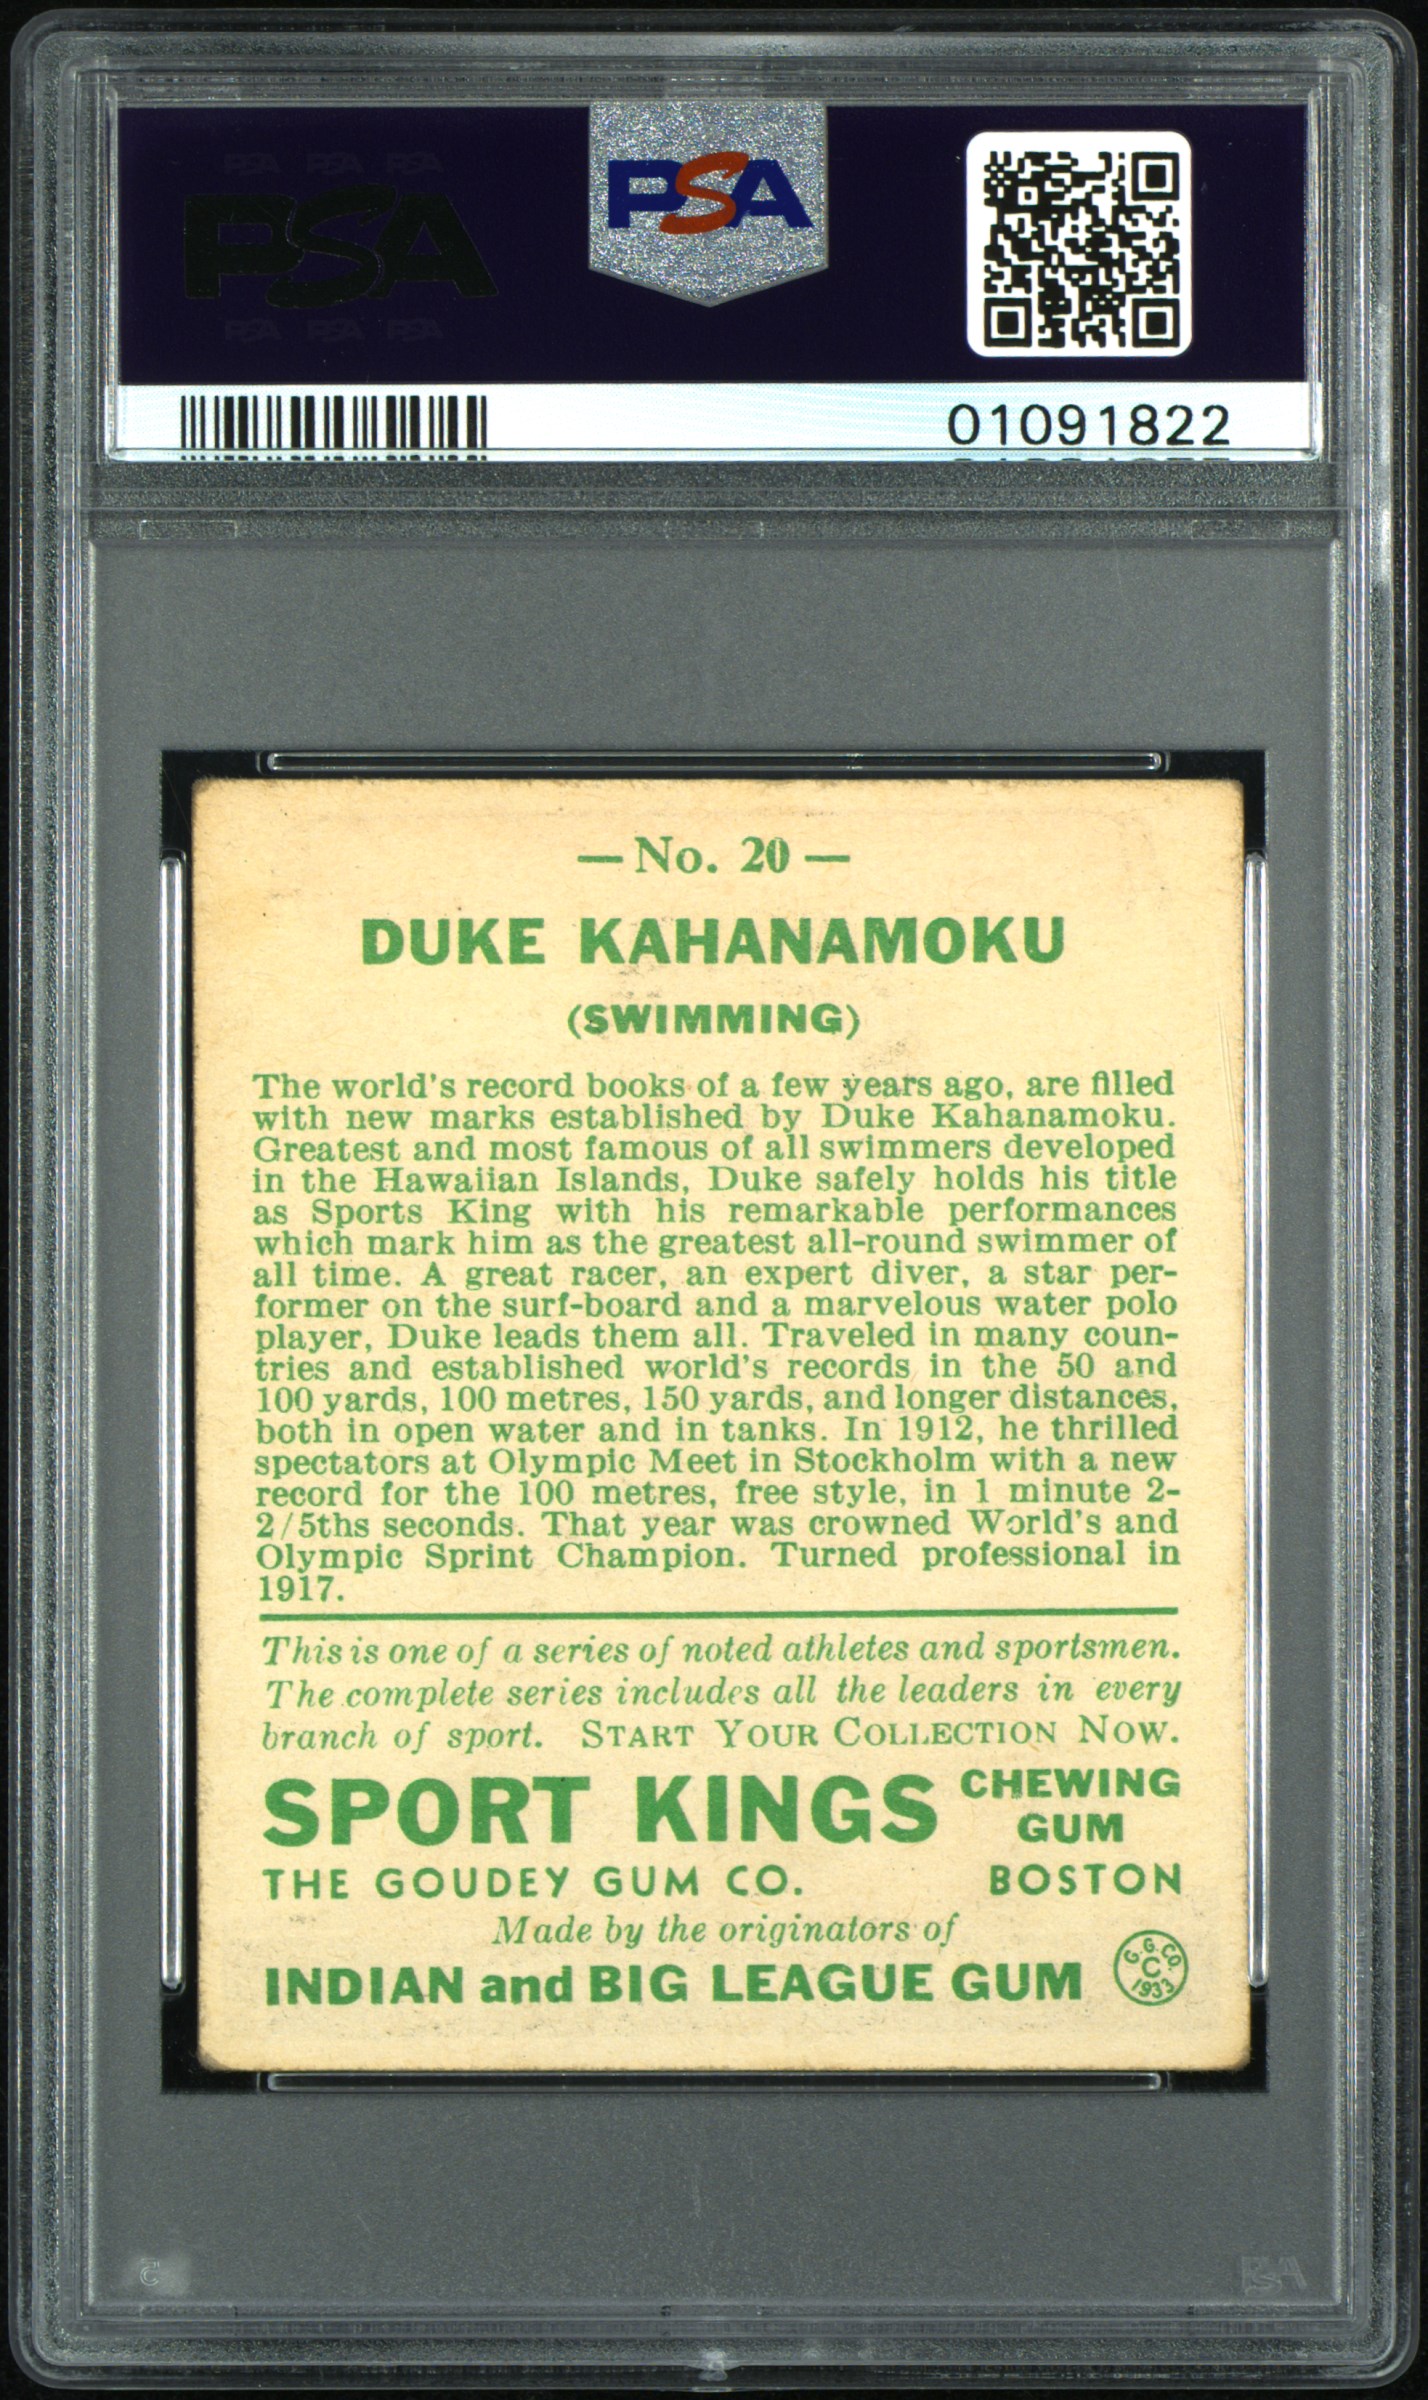 PSA PSA PSA
PSA
PSA PSA PSA
PSA
01091822
— No. 20 —
DUKE KAHANAMOKU
(SWIMMING)
The world's record books of a few years ago, are filled
with new marks established by Duke Kahanamoku.
Greatest and most famous of all swimmers developed
in the Hawaiian Islands, Duke safely holds his title
as Sports King with his remarkable performances
which mark him as the greatest all-round swimmer of
all time. A great racer, an expert diver, a star per-
former on the surf-board and a marvelous water polo
player, Duke leads them all. Traveled in many coun-
tries and established world's records in the 50 and
100 yards, 100 metres, 150 yards, and longer distances,
both in open water and in tanks. In 1912, he thrilled
spectators at Olympic Meet in Stockholm with a new
record for the 100 metres, free style, in 1 minute 2-
2/5ths seconds. That year was crowned World's and
Olympic Sprint Champion. Turned professional in
1917.
This is one of a series of noted athletes and sportsmen.
The complete series includes all the leaders in every
branch of sport. START YOUR COLLECTION NOW.
SPORT KINGS CHEWING GUM
THE GOUDEY GUM CO. BOSTON
Made by the originators of
INDIAN and BIG LEAGUE GUM
G. G. CO.
C
1933
PSA